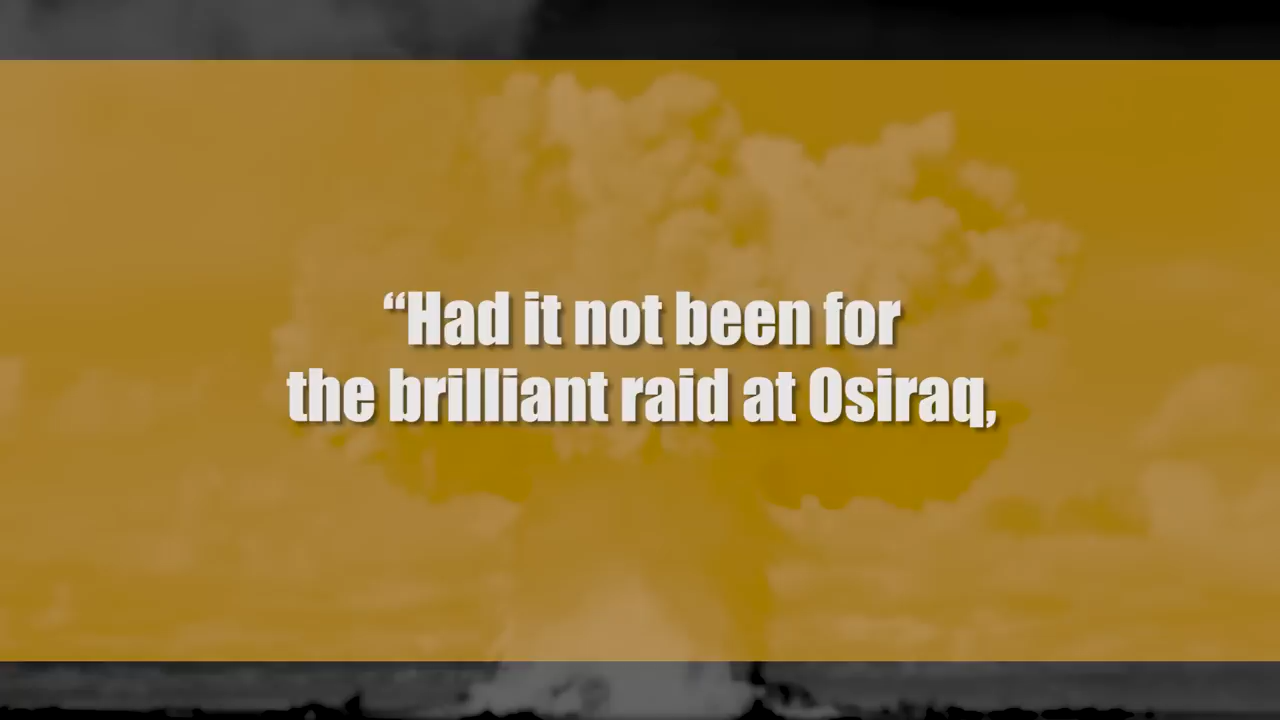 “Had it not been for
the brilliant raid at Osiraq,